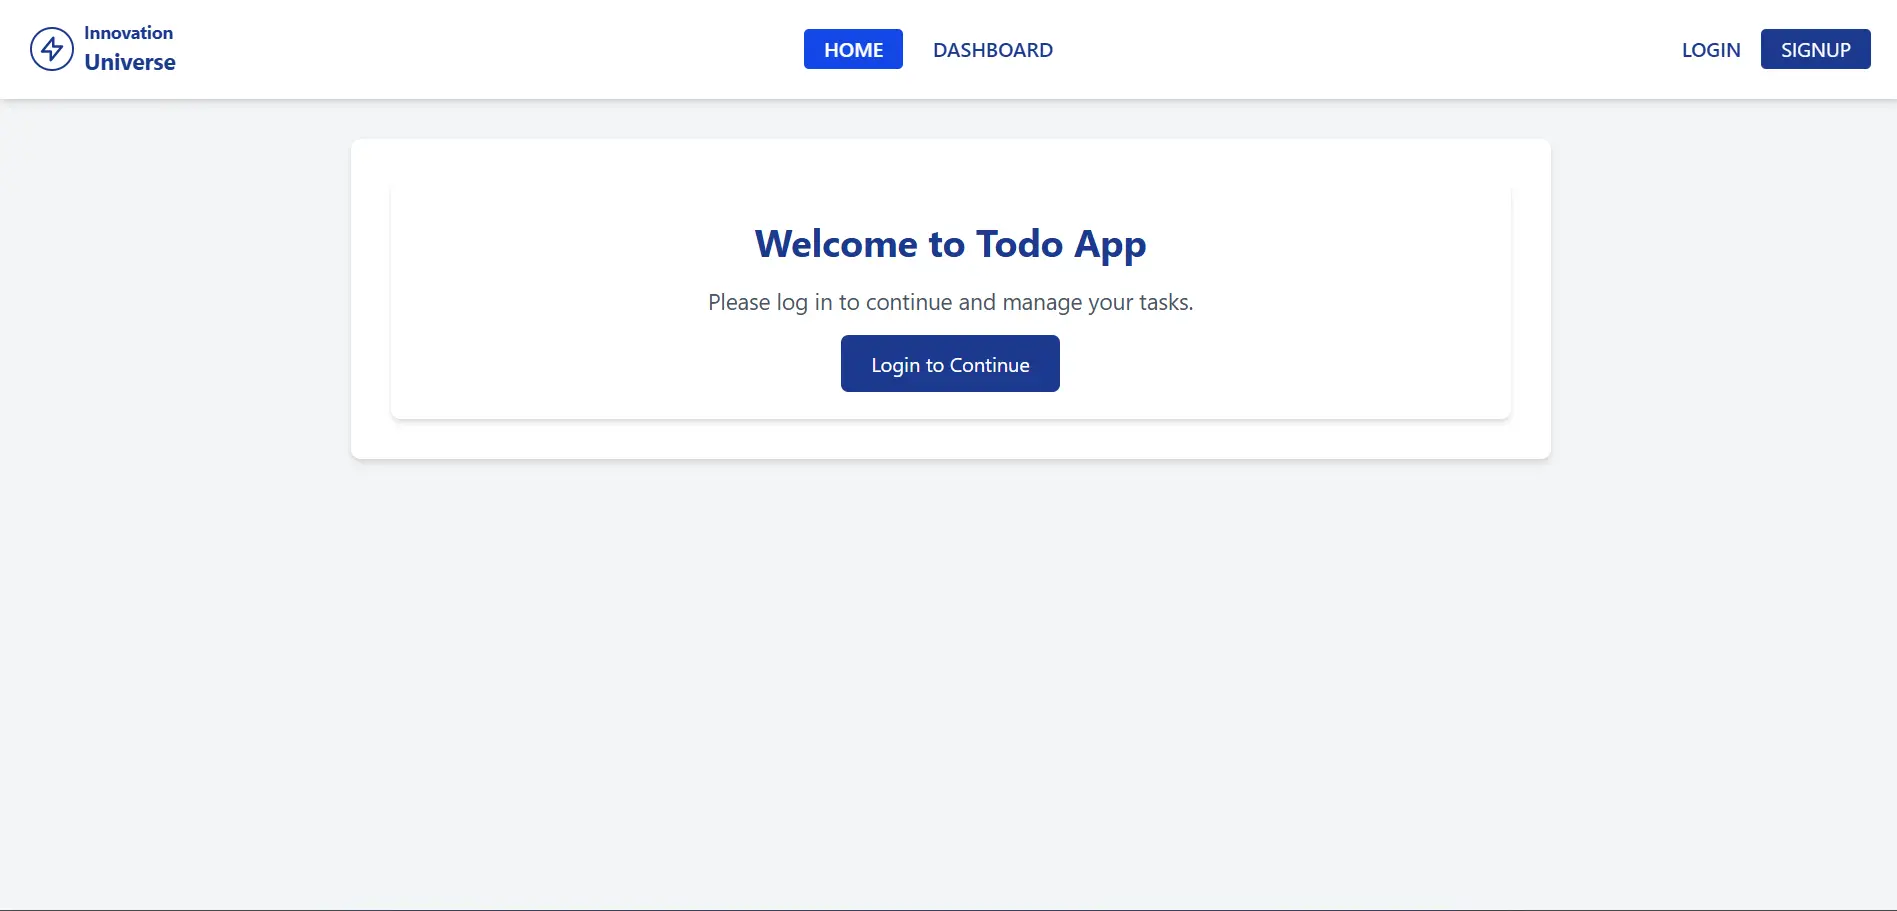 Innovation
Universe
HOME
DASHBOARD
LOGIN
SIGNUP
Welcome to Todo App
Please log in to continue and manage your tasks.
Login to Continue